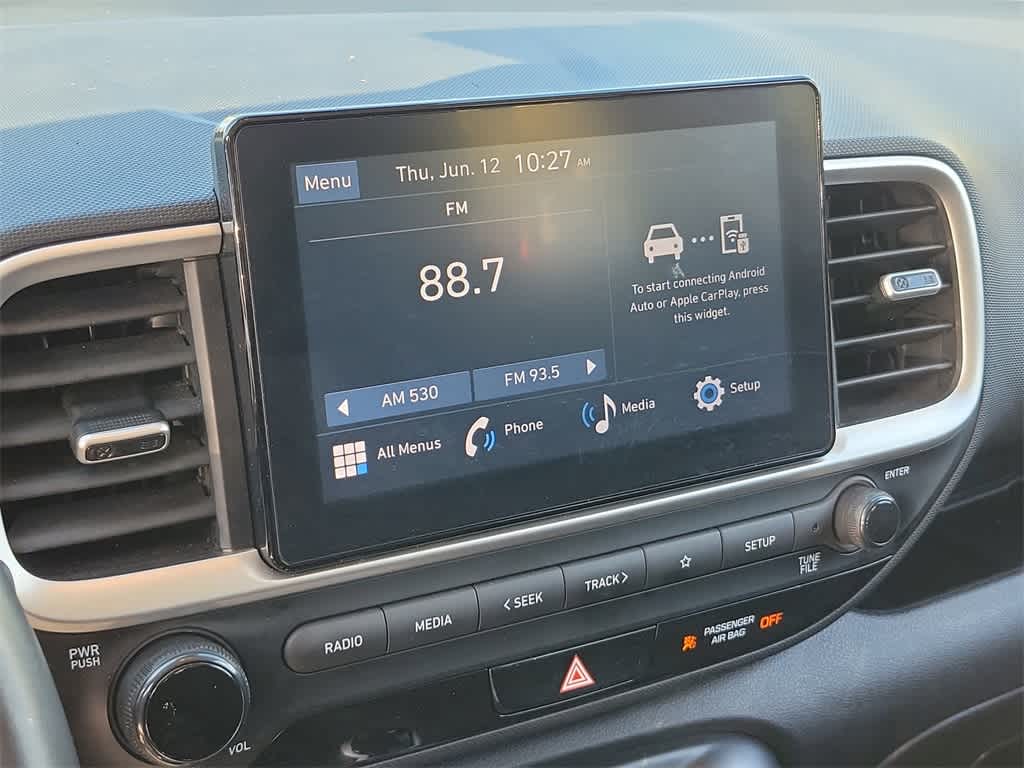 Menu
Thu, Jun. 12 10:27 AM
FM
88.7
To start connecting Android
Auto or Apple CarPlay, press
this widget.
AM 530
FM 93.5
All Menus
Phone
Media
Setup
ENTER
RADIO
MEDIA
< SEEK
TRACK >
SETUP
TUNE
FILE
PWR
PUSH
VOL
PASSENGER
AIR BAG
OFF